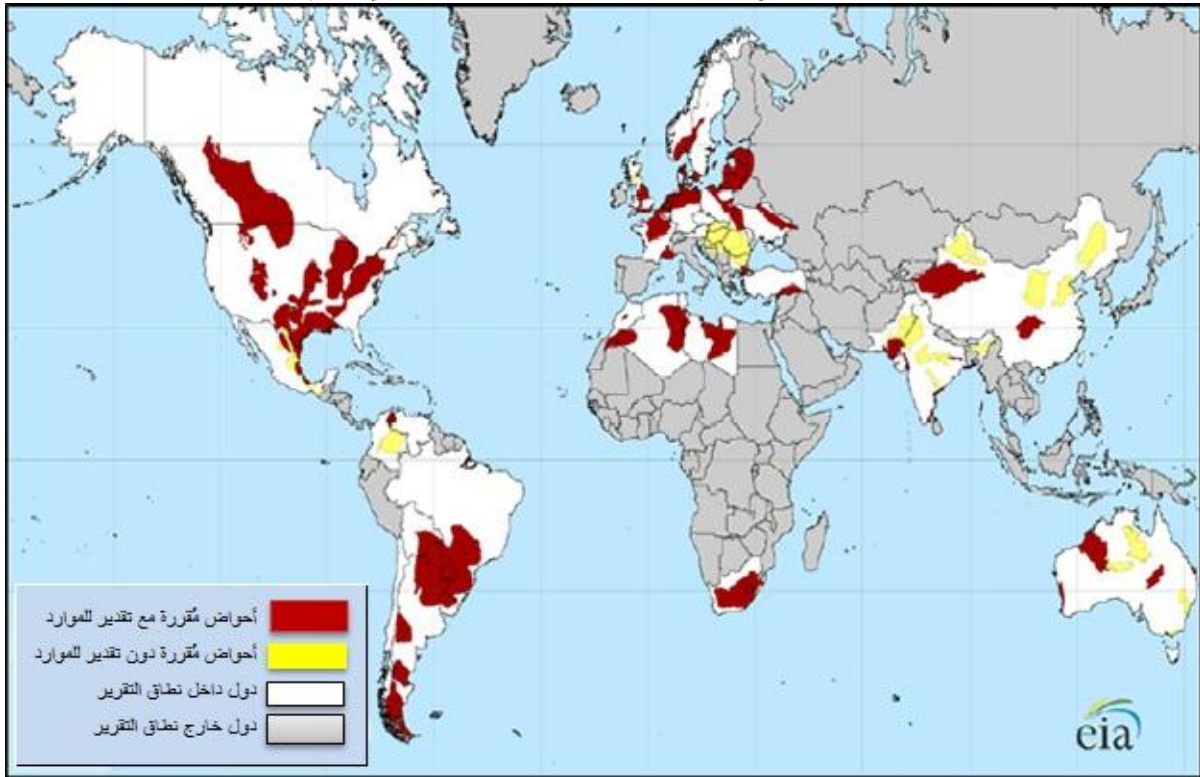 أحواض مُقررة مع تقدير للموارد
أحواض مُقررة دون تقدير للموارد
دول داخل نطاق التقرير
دول خارج نطاق التقرير
eia